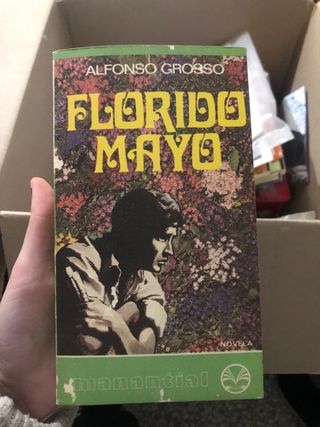 ALFONSO GROSSO
FLORIDO
MAYO
NOVELA
manantial